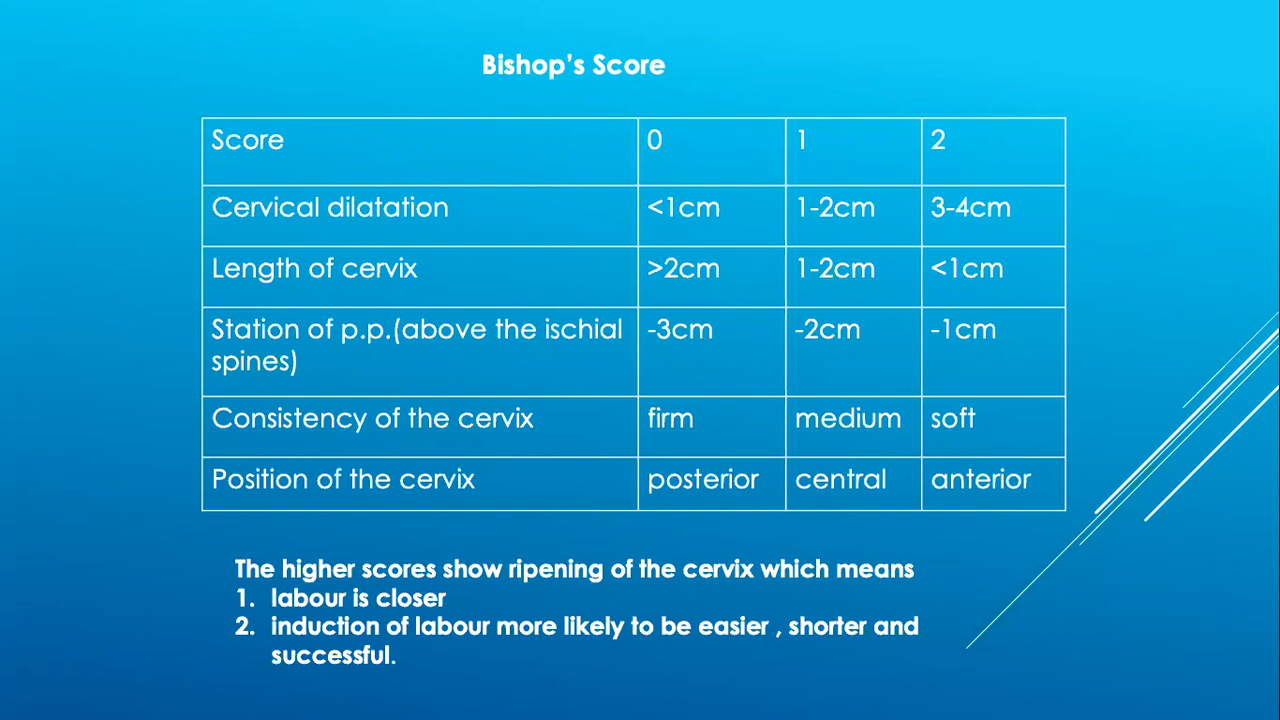 Bishop's Score
Score 0 1 2
Cervical dilatation <1cm 1-2cm 3-4cm
Length of cervix >2cm 1-2cm <1cm
Station of p.p.(above the ischial -3cm -2cm -1cm
spines)
Consistency of the cervix firm medium soft
Position of the cervix posterior central anterior
The higher scores show ripening of the cervix which means
1. labour is closer
2. induction of labour more likely to be easier , shorter and
successful.